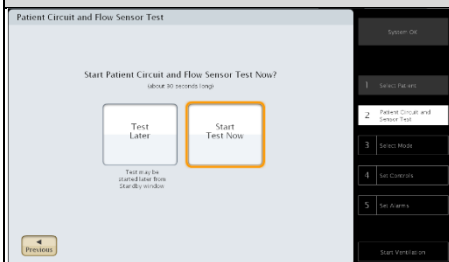 Patient Circuit and Flow Sensor Test
Start Patient Circuit and Flow Sensor Test Now?
(about 30 seconds long)
Test
Later
Start
Test Now
Test may be
started later from
Standby window
Previous
System OK
1 Select Patient
2 Patient Circuit and
Sensor Test
3 Select Mode
4 Set Controls
5 Set Alarms
Start Ventilation